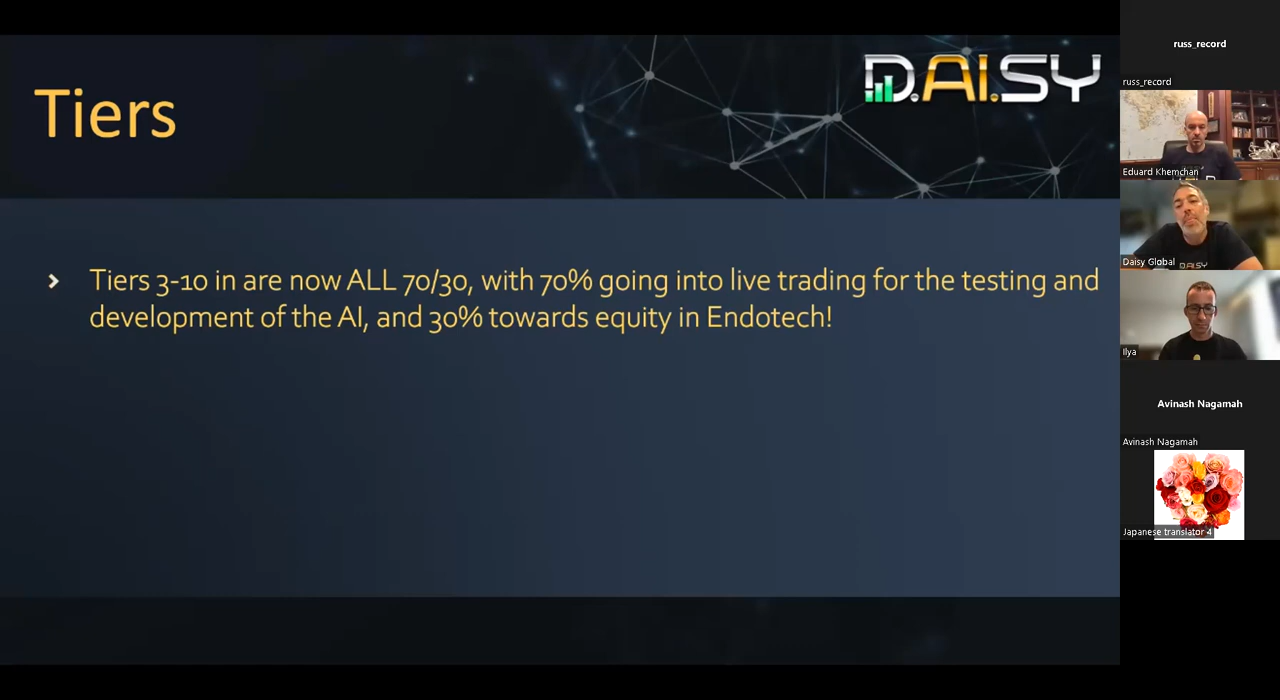 D.AI.SY
Tiers
Tiers 3-10 in are now ALL 70/30, with 70% going into live trading for the testing and
development of the AI, and 30% towards equity in Endotech!
russ_record
russ_record
Eduard Khemchan
Daisy Global
DAISY
Ilya
Avinash Nagamah
Avinash Nagamah
Japanese translator 4